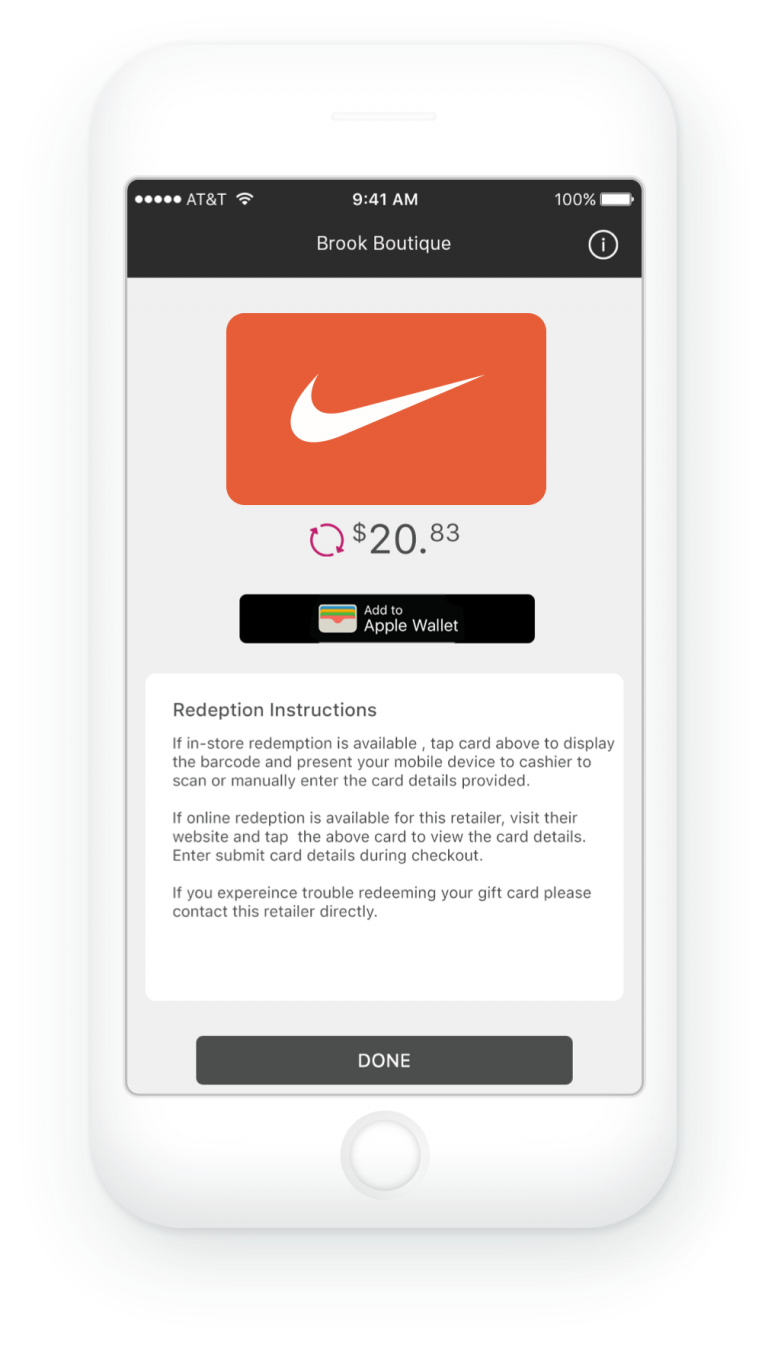 AT&T 9:41 AM 100%
Brook Boutique
$20.83
Add to
Apple Wallet
Redeption Instructions
If in-store redemption is available , tap card above to display
the barcode and present your mobile device to cashier to
scan or manually enter the card details provided.
If online redeption is available for this retailer, visit their
website and tap  the above card to view the card details.
Enter submit card details during checkout.
If you expereince trouble redeeming your gift card please
contact this retailer directly.
DONE